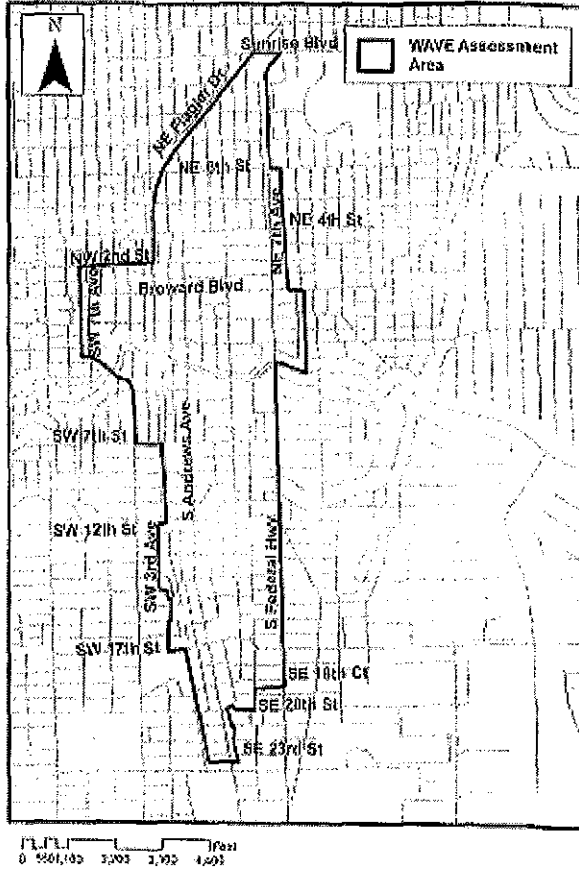 N
Sunrise Blvd
WAVE Assessment
Area
NE Flagler Dr
NE 6th St
NE 7th Ave
NE 4th St
NW 2nd St
SW 7th Ave
Broward Blvd
SW 7th St
S Andrews Ave
SW 12th St
SW 3rd Ave
S Federal Hwy
SW 17th St
SE 18th Ct
SE 20th St
SE 23rd St
Feet
0